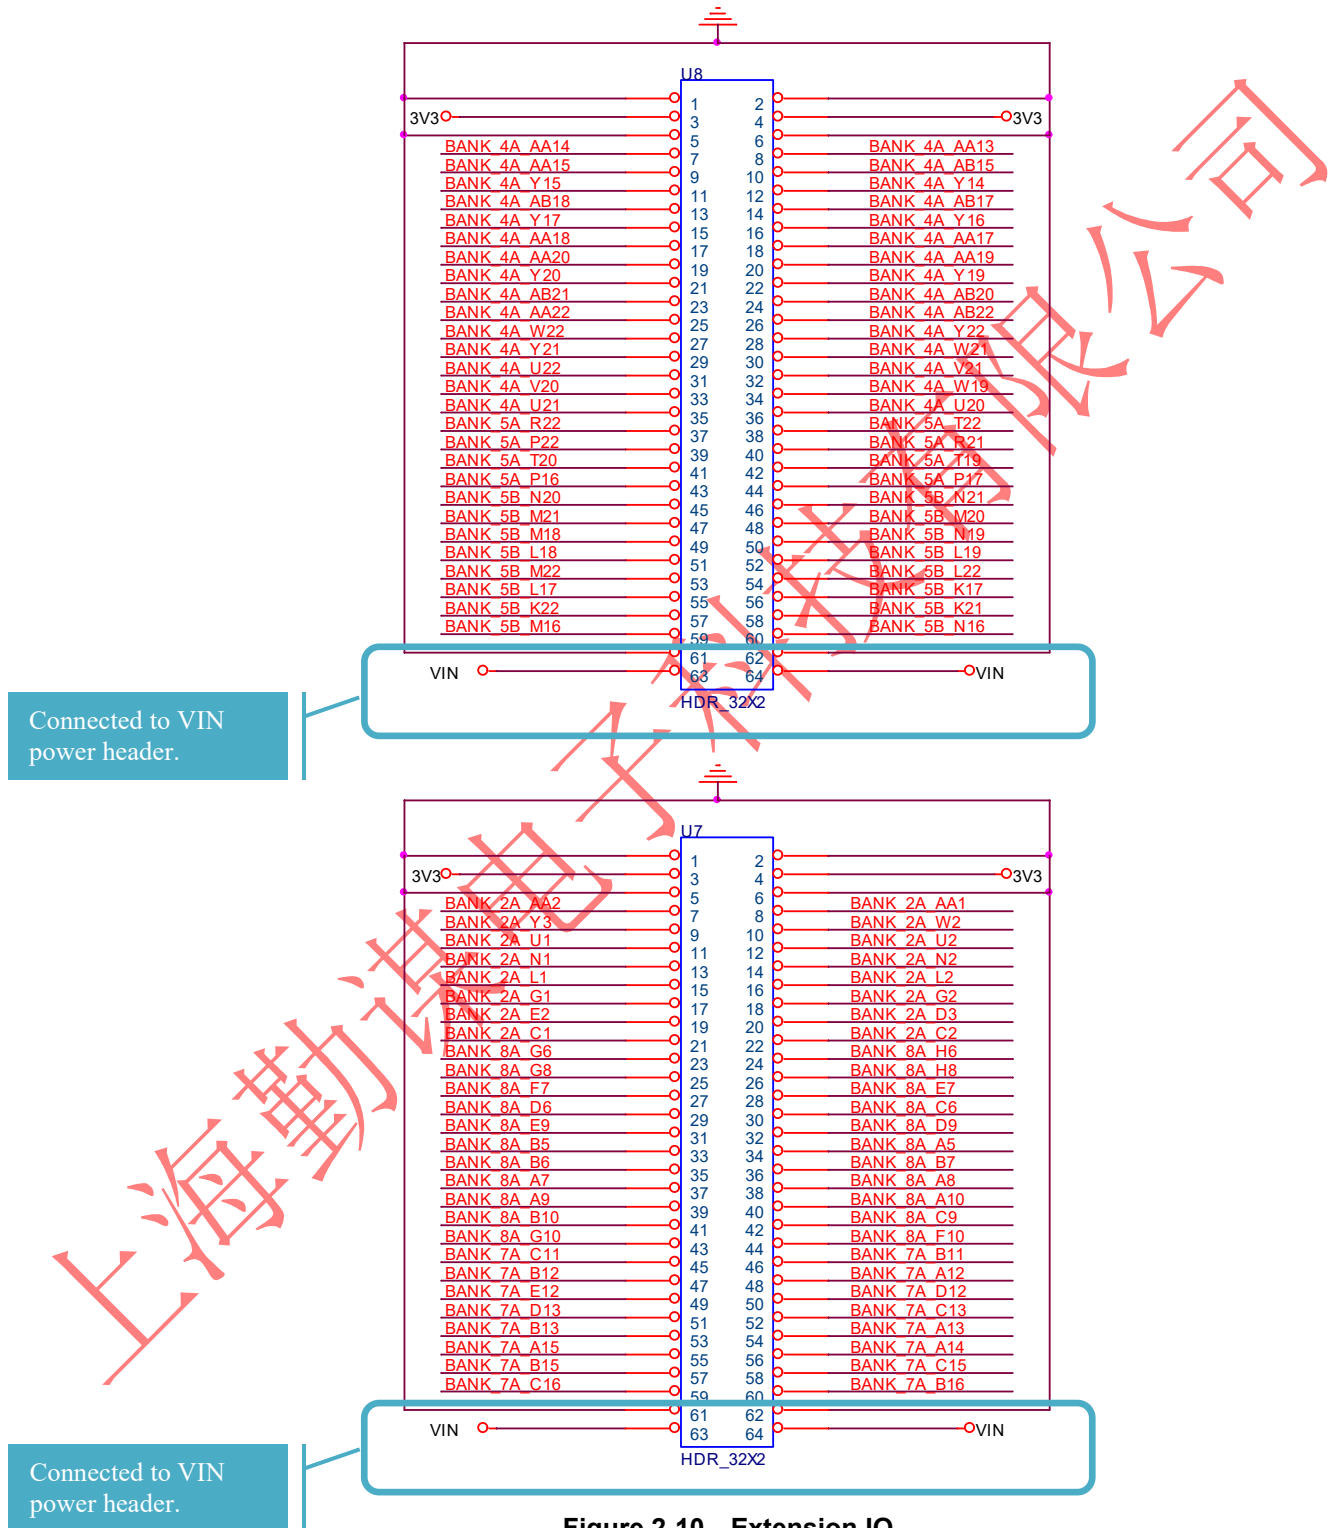 U8
1 2
3V3 3 4 3V3
5 6
BANK_4A_AA14 7 8 BANK_4A_AA13
BANK_4A_AA15 9 10 BANK_4A_AB15
BANK_4A_Y15 11 12 BANK_4A_Y14
BANK_4A_AB18 13 14 BANK_4A_AB17
BANK_4A_Y17 15 16 BANK_4A_Y16
BANK_4A_AA18 17 18 BANK_4A_AA17
BANK_4A_AA20 19 20 BANK_4A_AA19
BANK_4A_Y20 21 22 BANK_4A_Y19
BANK_4A_AB21 23 24 BANK_4A_AB20
BANK_4A_AA22 25 26 BANK_4A_AB22
BANK_4A_W22 27 28 BANK_4A_Y22
BANK_4A_Y21 29 30 BANK_4A_W21
BANK_4A_U22 31 32 BANK_4A_V21
BANK_4A_V20 33 34 BANK_4A_W19
BANK_4A_U21 35 36 BANK_4A_U20
BANK_5A_R22 37 38 BANK_5A_T22
BANK_5A_P22 39 40 BANK_5A_R21
BANK_5A_T20 41 42 BANK_5A_T19
BANK_5A_P16 43 44 BANK_5A_P17
BANK_5B_N20 45 46 BANK_5B_N21
BANK_5B_M21 47 48 BANK_5B_M20
BANK_5B_M18 49 50 BANK_5B_N19
BANK_5B_L18 51 52 BANK_5B_L19
BANK_5B_M22 53 54 BANK_5B_L22
BANK_5B_L17 55 56 BANK_5B_K17
BANK_5B_K22 57 58 BANK_5B_K21
BANK_5B_M16 59 60 BANK_5B_N16
61 62
VIN 63 64 VIN
HDR_32X2
Connected to VIN
power header.
U7
1 2
3V3 3 4 3V3
5 6
BANK_2A_AA2 7 8 BANK_2A_AA1
BANK_2A_Y3 9 10 BANK_2A_W2
BANK_2A_U1 11 12 BANK_2A_U2
BANK_2A_N1 13 14 BANK_2A_N2
BANK_2A_L1 15 16 BANK_2A_L2
BANK_2A_G1 17 18 BANK_2A_G2
BANK_2A_E2 19 20 BANK_2A_D3
BANK_2A_C1 21 22 BANK_2A_C2
BANK_8A_G6 23 24 BANK_8A_H6
BANK_8A_G8 25 26 BANK_8A_H8
BANK_8A_F7 27 28 BANK_8A_E7
BANK_8A_D6 29 30 BANK_8A_C6
BANK_8A_E9 31 32 BANK_8A_D9
BANK_8A_B5 33 34 BANK_8A_A5
BANK_8A_B6 35 36 BANK_8A_B7
BANK_8A_A7 37 38 BANK_8A_A8
BANK_8A_A9 39 40 BANK_8A_A10
BANK_8A_B10 41 42 BANK_8A_C9
BANK_8A_G10 43 44 BANK_8A_F10
BANK_7A_C11 45 46 BANK_7A_B11
BANK_7A_B12 47 48 BANK_7A_A12
BANK_7A_E12 49 50 BANK_7A_D12
BANK_7A_D13 51 52 BANK_7A_C13
BANK_7A_B13 53 54 BANK_7A_A13
BANK_7A_A15 55 56 BANK_7A_A14
BANK_7A_B15 57 58 BANK_7A_C15
BANK_7A_C16 59 60 BANK_7A_B16
61 62
VIN 63 64 VIN
HDR_32X2
Connected to VIN
power header.
Figure 2-10 Extension IO
上海勤谋电子科技有限公司